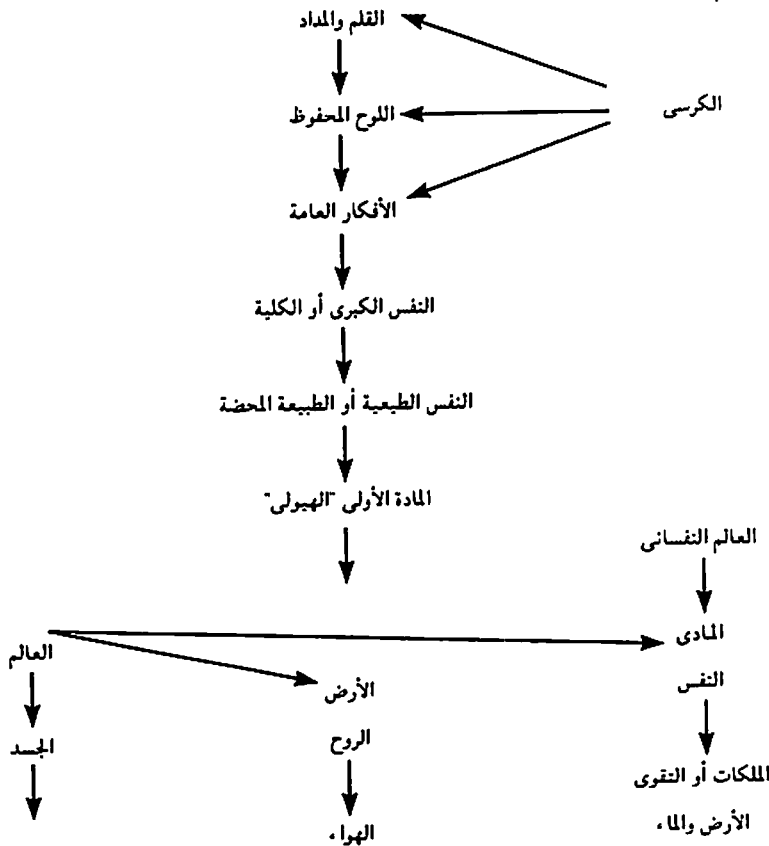 القلم والمداد
الكرسى
اللوح المحفوظ
الأفكار العامة
النفس الكبرى أو الكلية
النفس الطيعية أو الطبيعة المحضة
المادة الأولى "الهيولى"
العالم النفسانى
المادى
العالم
النفس
الأرض
الروح
الجسد
الملكات أو التقوى
الأرض والماء
الهواء